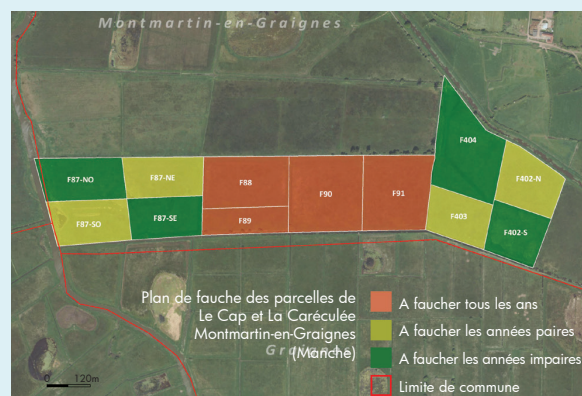 Montmartin-en-Graignes
F404
F87-NO
F87-NE
F88
F90
F91
F402-N
F87-SO
F87-SE
F89
F403
F402-S
Plan de fauche des parcelles de
Le Cap et La Caréculée
Montmartin-en-Graignes
(Manche)
Graignes
A faucher tous les ans
A faucher les années paires
A faucher les années impaires
Limite de commune
0 120m